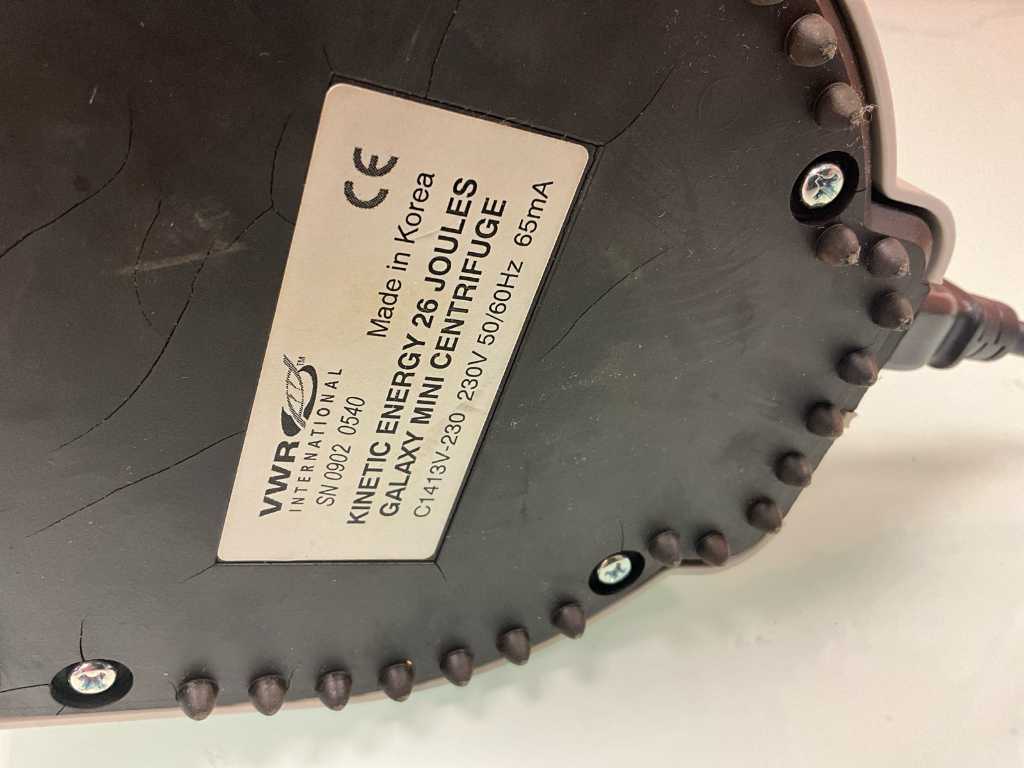 CE
VWR™
INTERNATIONAL
SN 0902 0540 Made in Korea
KINETIC ENERGY 26 JOULES
GALAXY MINI CENTRIFUGE
C1413V-230 230V 50/60Hz 65mA